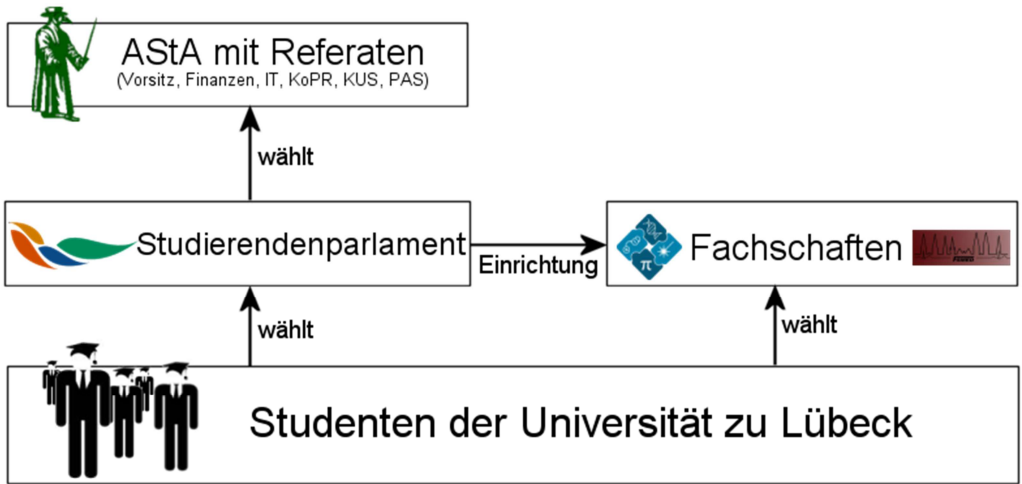 AStA mit Referaten
(Vorsitz, Finanzen, IT, KoPR, KUS, PAS)
wählt
Studierendenparlament
Einrichtung
π
Fachschaften
wählt
wählt
Studenten der Universität zu Lübeck